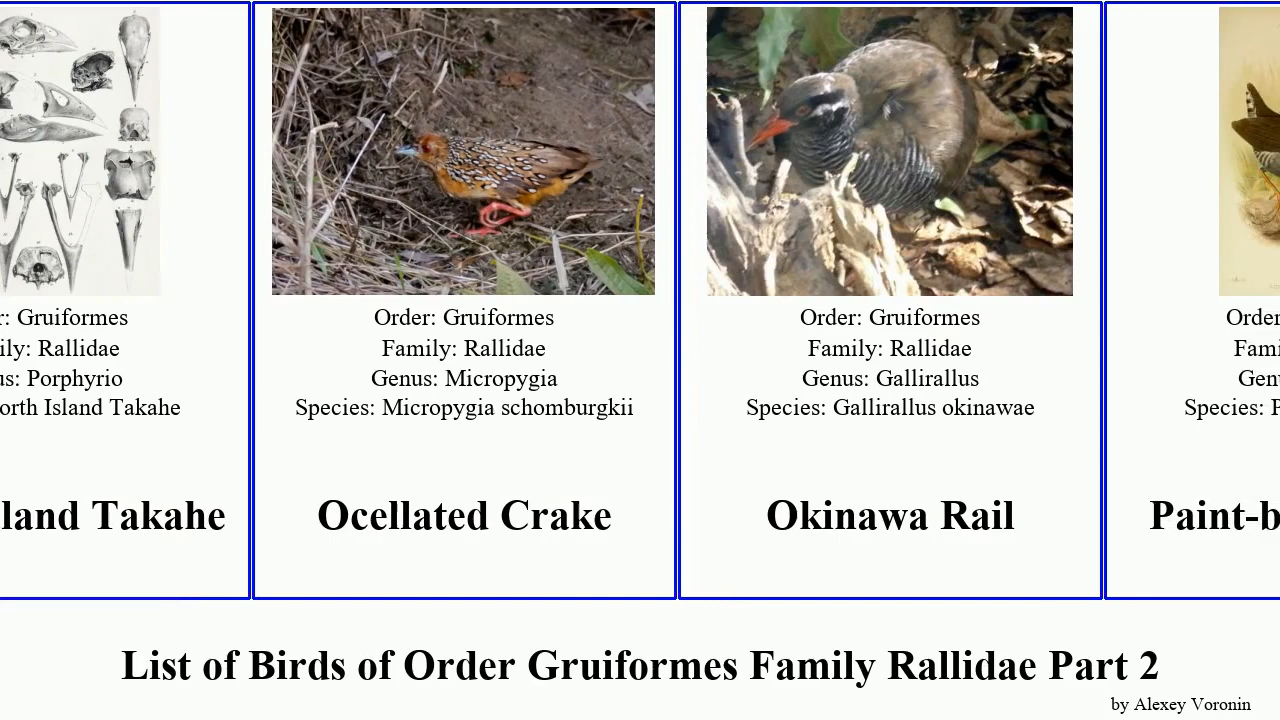 r: Gruiformes
ily: Rallidae
us: Porphyrio
orth Island Takahe
land Takahe
Order: Gruiformes
Family: Rallidae
Genus: Micropygia
Species: Micropygia schomburgkii
Ocellated Crake
Order: Gruiformes
Family: Rallidae
Genus: Gallirallus
Species: Gallirallus okinawae
Okinawa Rail
Order
Fami
Genu
Species: P
Paint-b
List of Birds of Order Gruiformes Family Rallidae Part 2
by Alexey Voronin